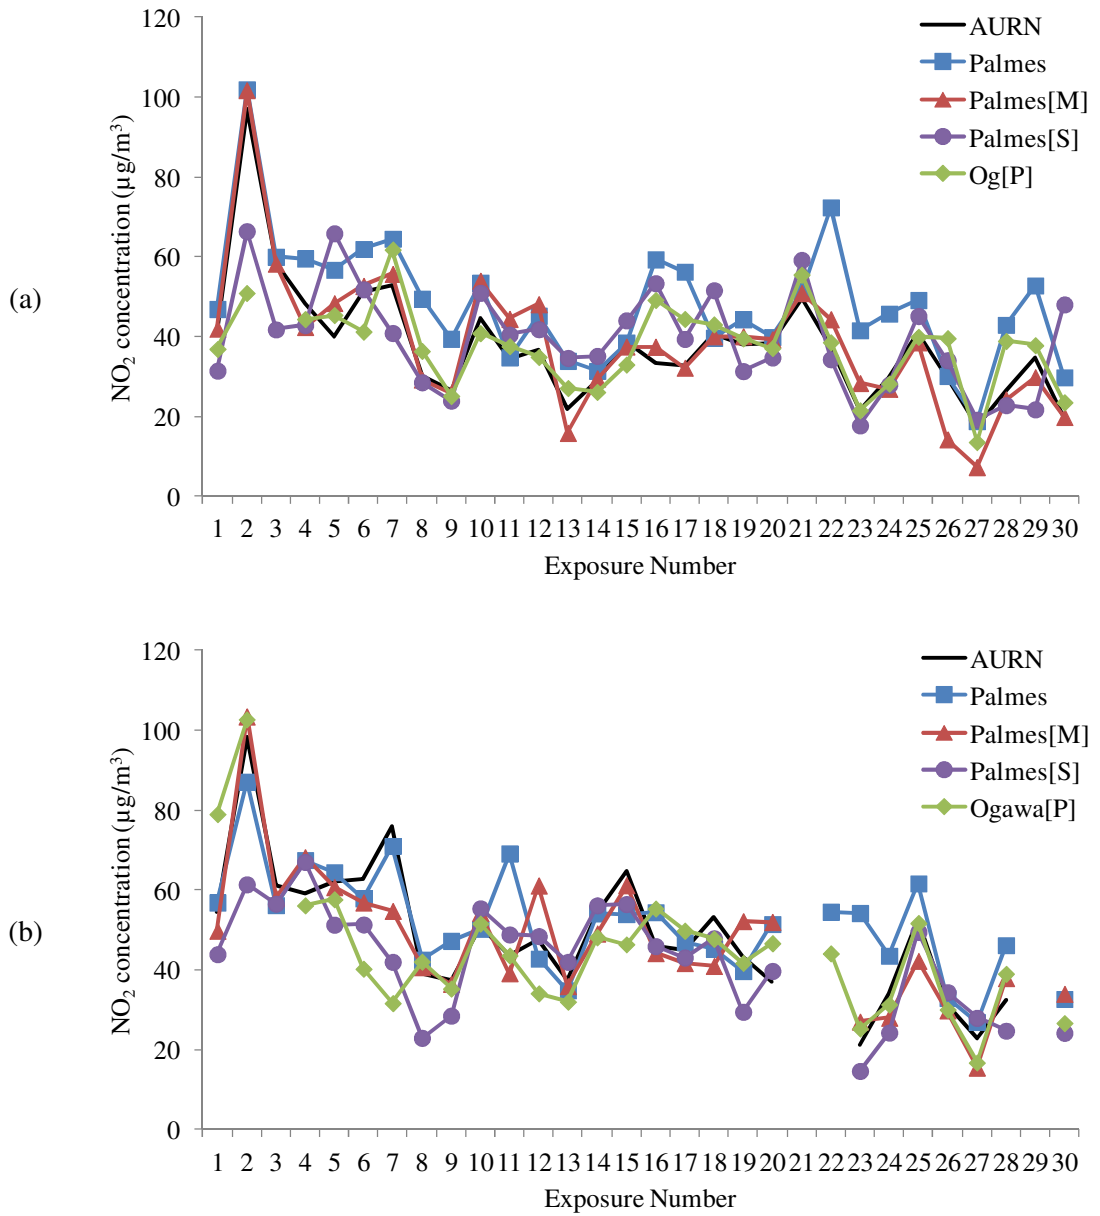 (a)
NO₂ concentration (µg/m³)
120
100
80
60
40
20
0
1 2 3 4 5 6 7 8 9 10 11 12 13 14 15 16 17 18 19 20 21 22 23 24 25 26 27 28 29 30
Exposure Number
AURN
Palmes
Palmes[M]
Palmes[S]
Og[P]
(b)
NO₂ concentration (µg/m³)
120
100
80
60
40
20
0
1 2 3 4 5 6 7 8 9 10 11 12 13 14 15 16 17 18 19 20 21 22 23 24 25 26 27 28 29 30
Exposure Number
AURN
Palmes
Palmes[M]
Palmes[S]
Ogawa[P]